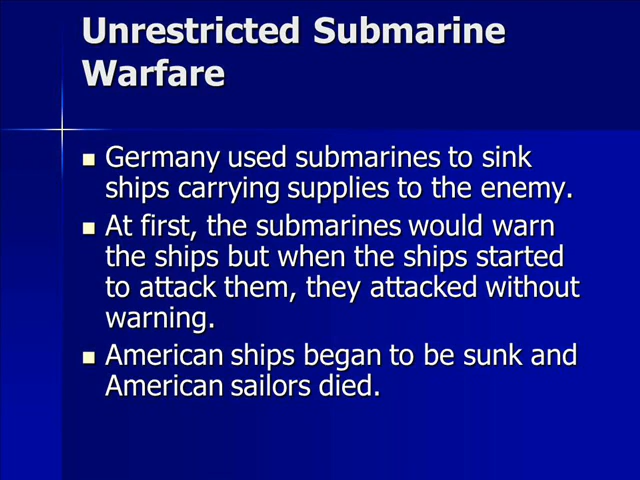 Unrestricted Submarine
Warfare
Germany used submarines to sink
ships carrying supplies to the enemy.
At first, the submarines would warn
the ships but when the ships started
to attack them, they attacked without
warning.
American ships began to be sunk and
American sailors died.